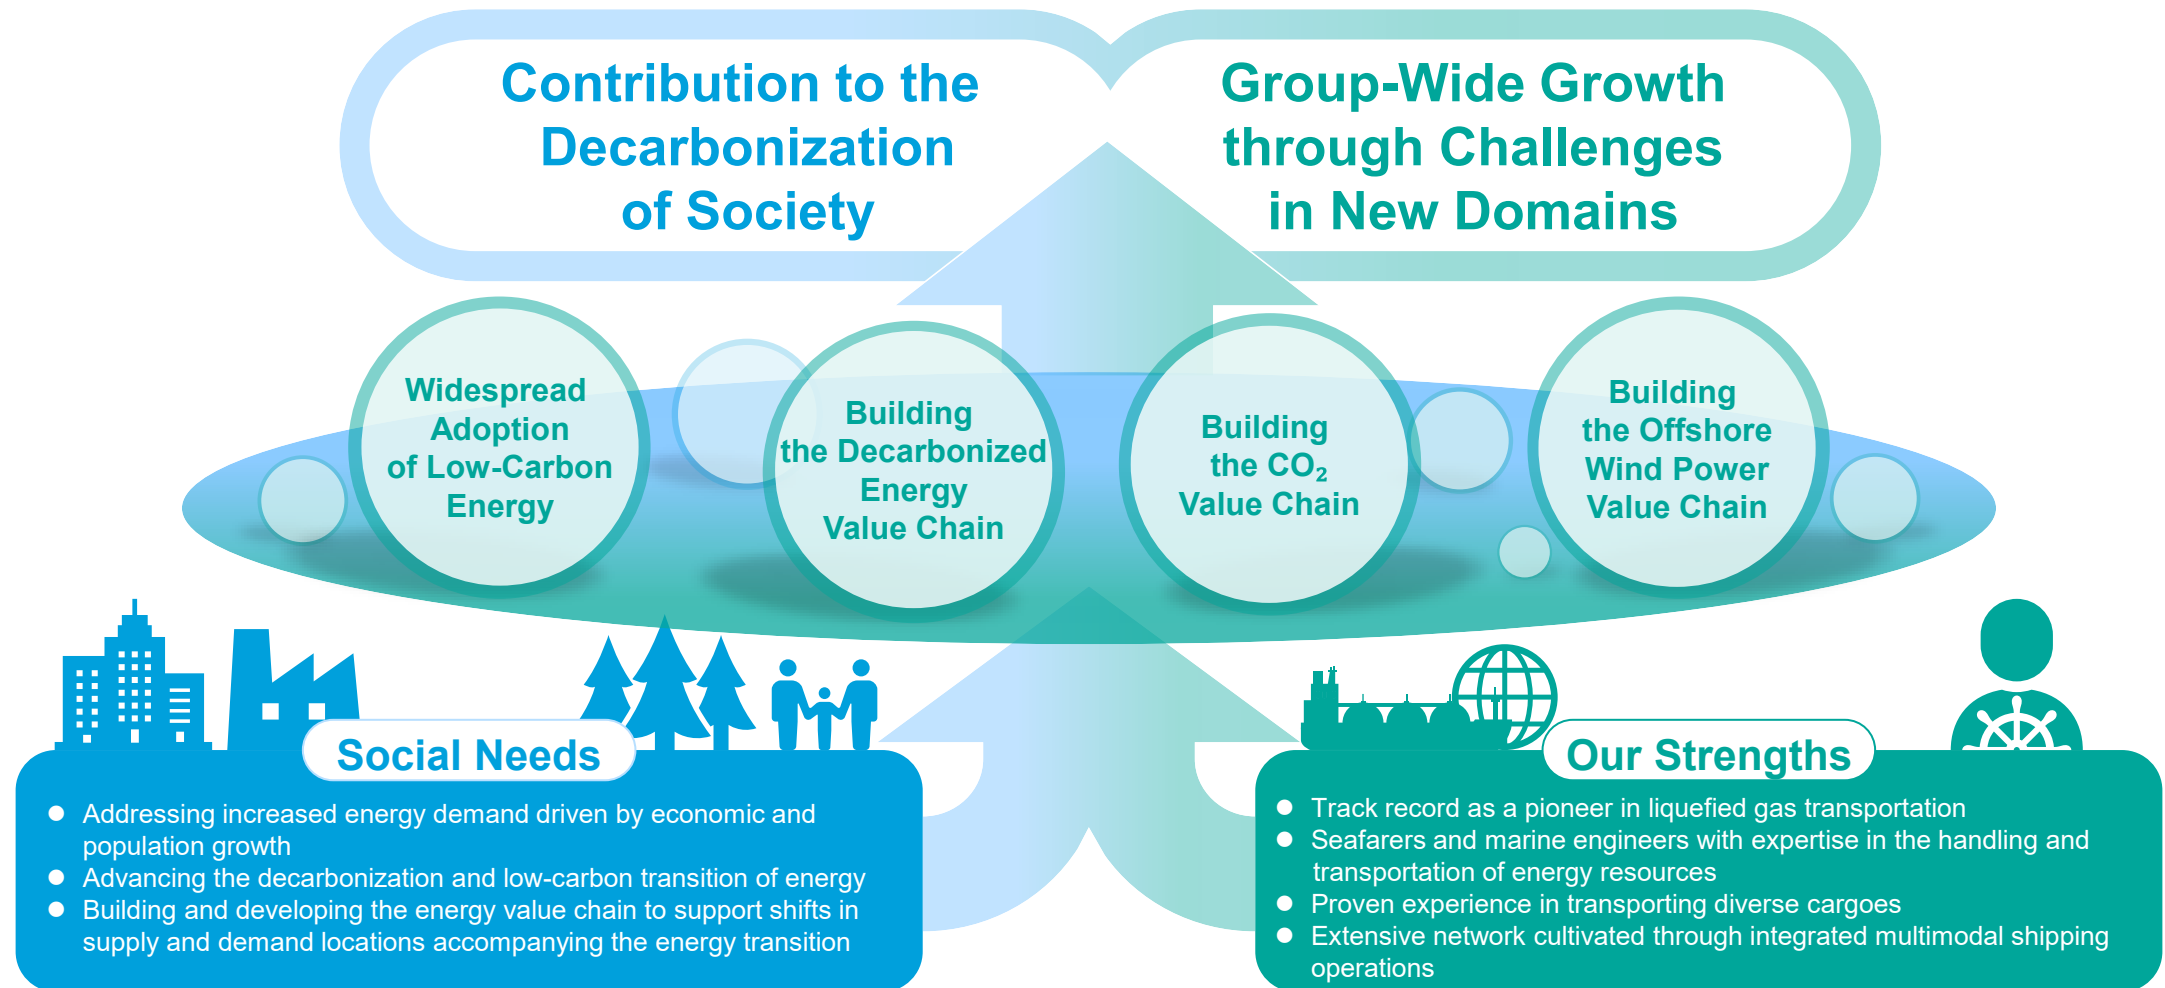 Contribution to the
Decarbonization
of Society
Group-Wide Growth
through Challenges
in New Domains
Widespread
Adoption
of Low-Carbon
Energy
Building
the Decarbonized
Energy
Value Chain
Building
the CO₂
Value Chain
Building
the Offshore
Wind Power
Value Chain
Social Needs
● Addressing increased energy demand driven by economic and
population growth
● Advancing the decarbonization and low-carbon transition of energy
● Building and developing the energy value chain to support shifts in
supply and demand locations accompanying the energy transition
Our Strengths
● Track record as a pioneer in liquefied gas transportation
● Seafarers and marine engineers with expertise in the handling and
transportation of energy resources
● Proven experience in transporting diverse cargoes
● Extensive network cultivated through integrated multimodal shipping
operations